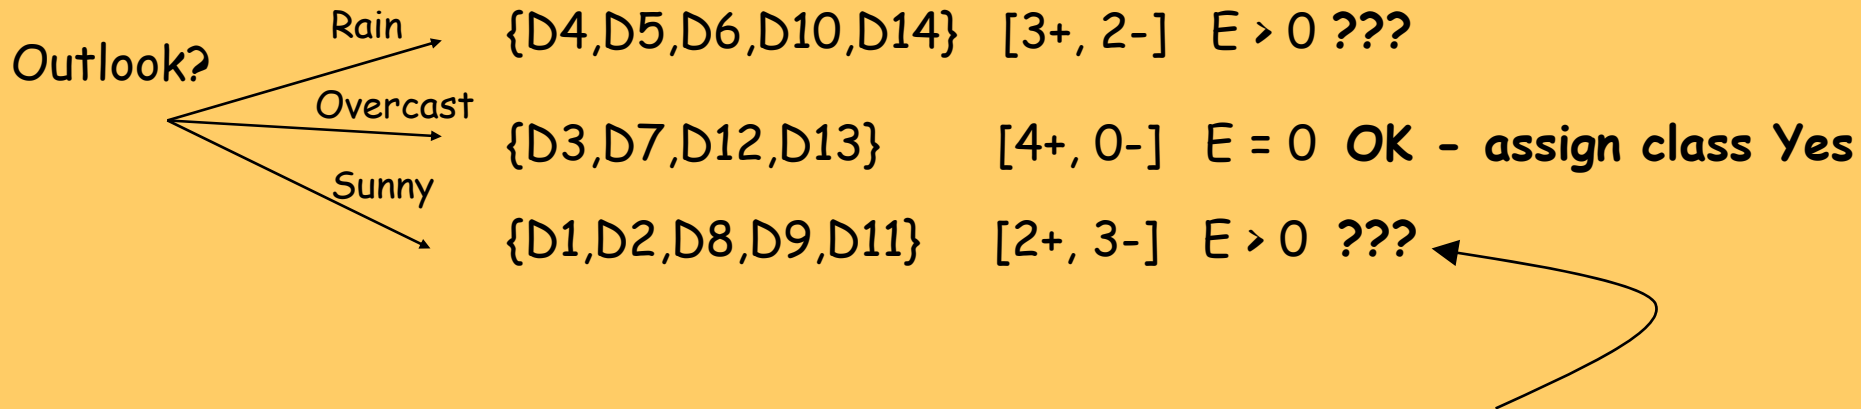 Outlook?
Rain {D4,D5,D6,D10,D14} [3+, 2-] E > 0 ???
Overcast {D3,D7,D12,D13} [4+, 0-] E = 0 OK - assign class Yes
Sunny {D1,D2,D8,D9,D11} [2+, 3-] E > 0 ???